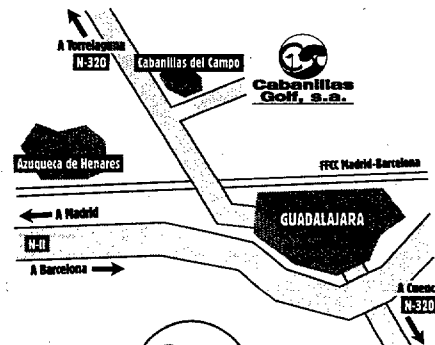 A Torrelaguna
N-320
Cabanillas del Campo
Cabanillas
Golf, s.a.
Azuqueca de Henares
FFCC Madrid-Barcelona
A Madrid
GUADALAJARA
N-II
A Barcelona
A Cuenc
N-320